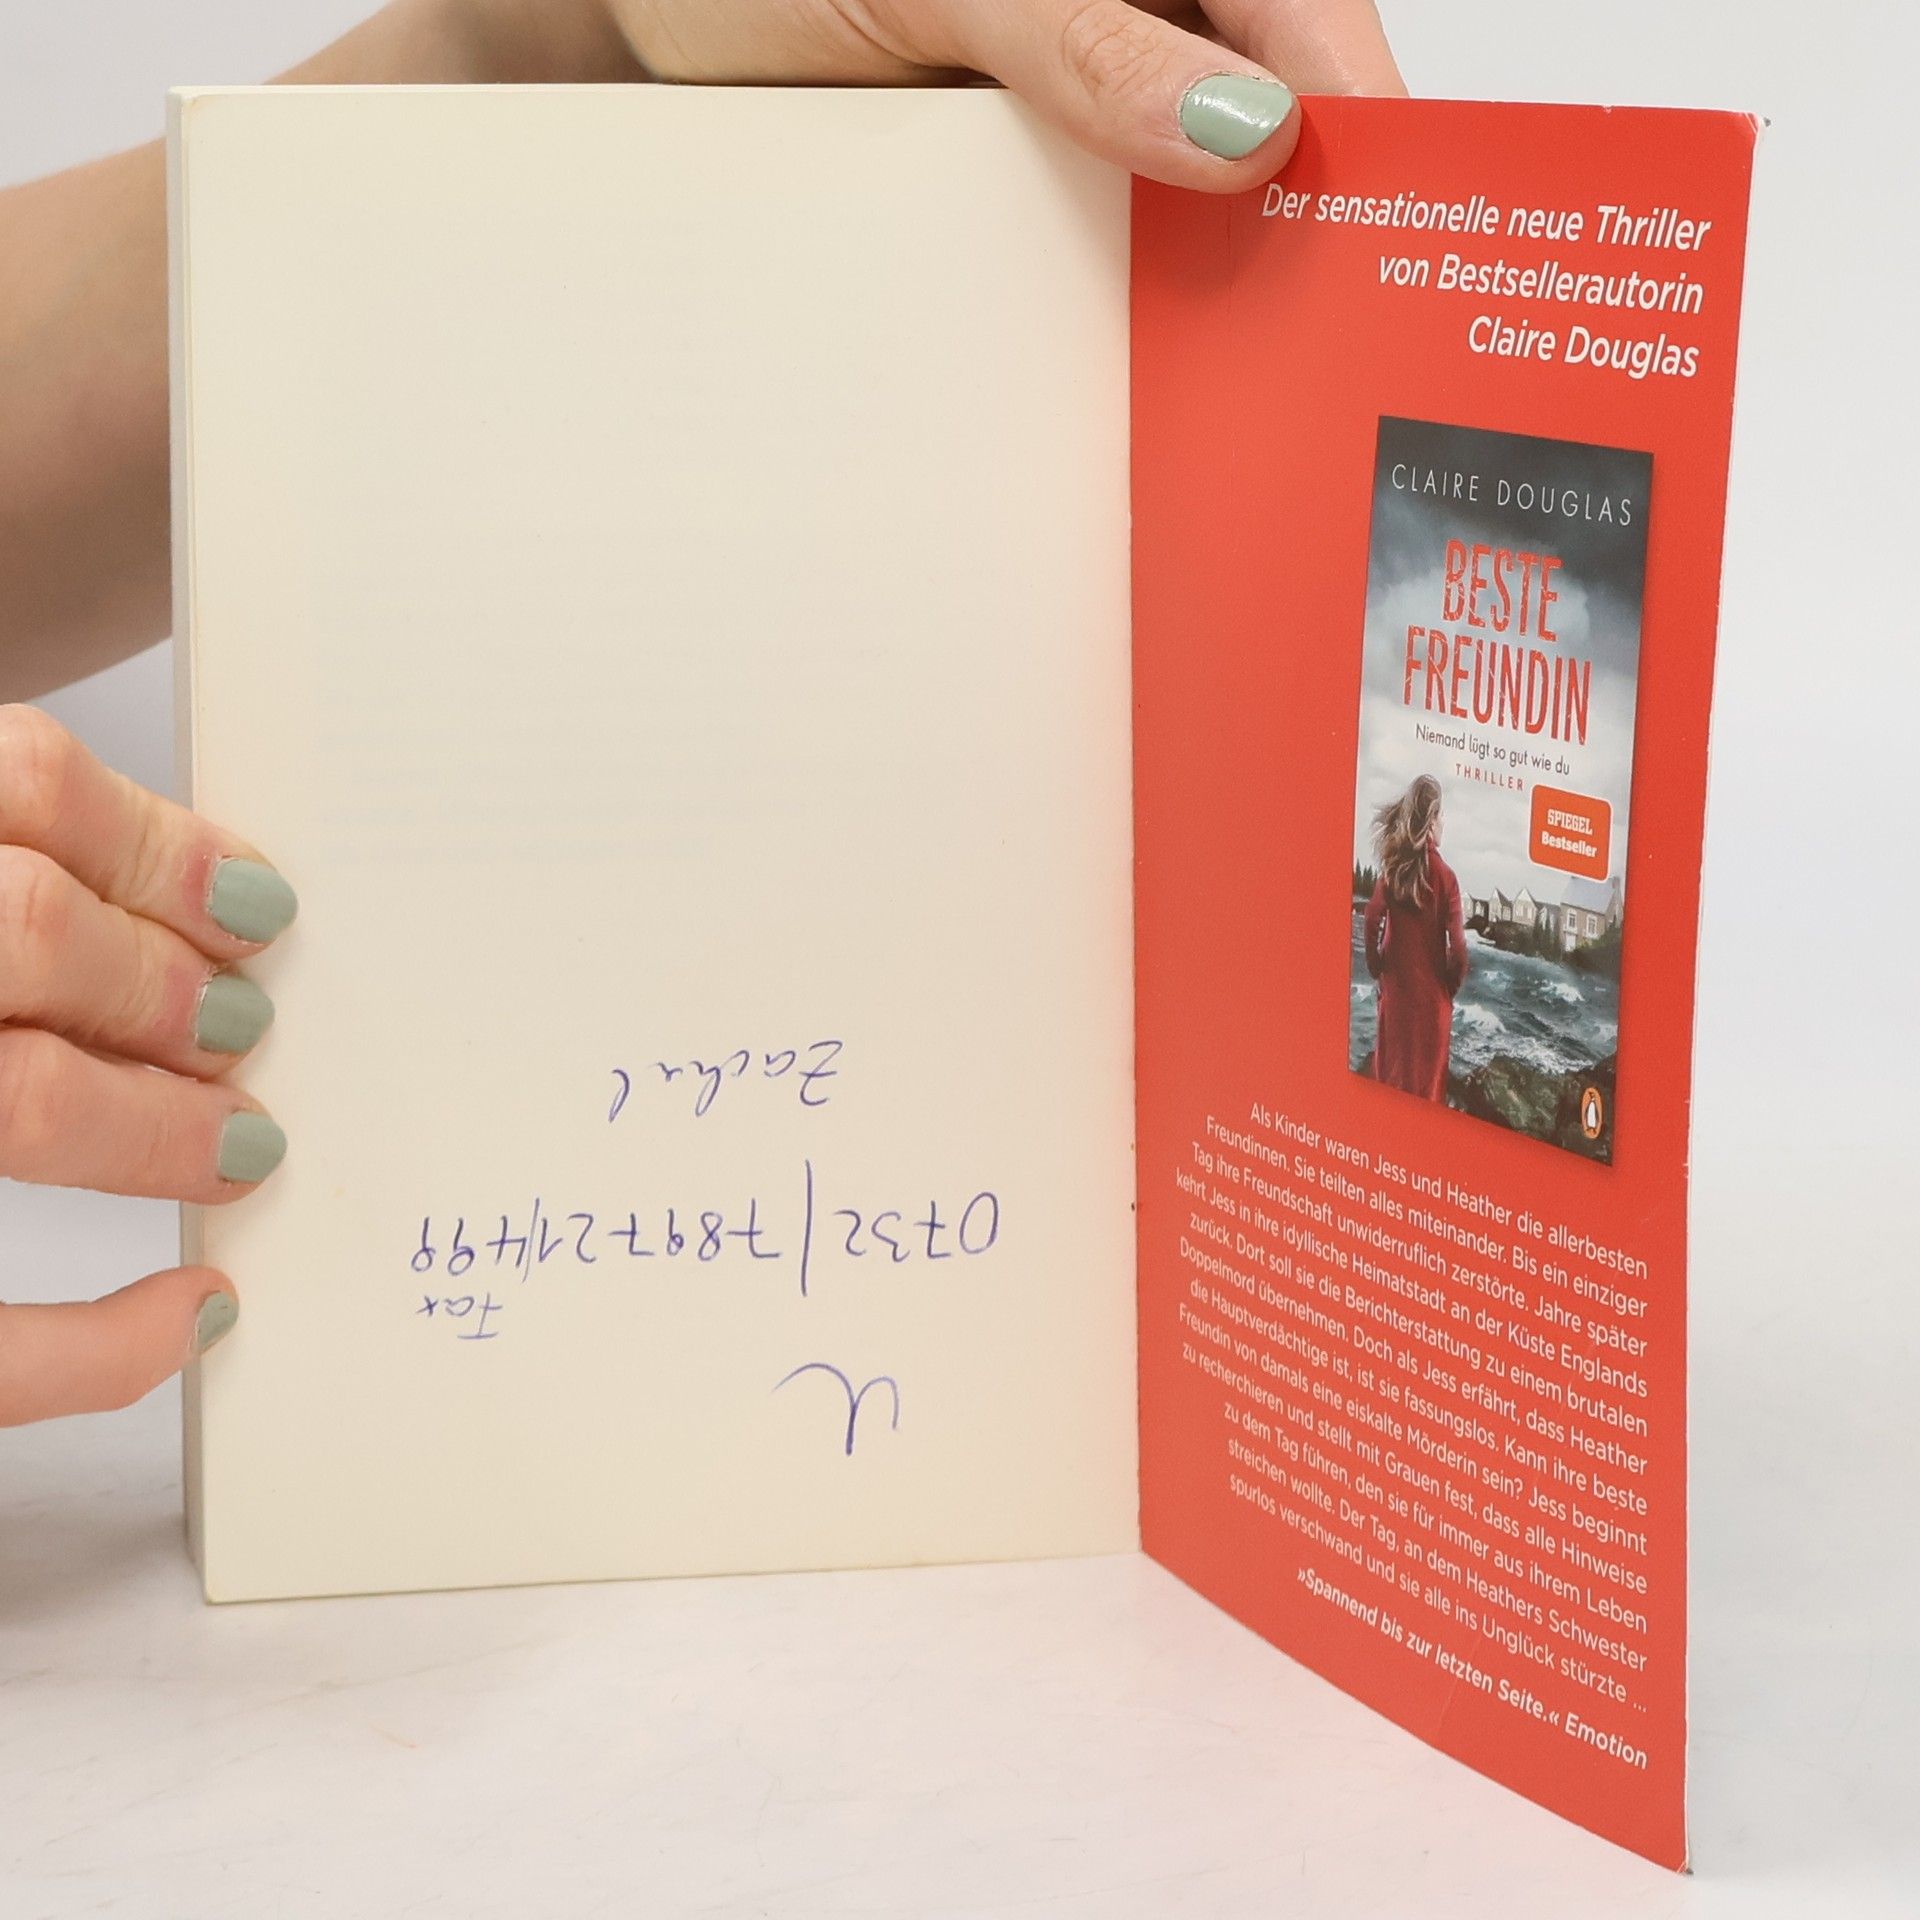 Fax
0732/789721/499
Der sensationelle neue Thriller
von Bestsellerautorin
Claire Douglas
CLAIRE DOUGLAS
BESTE
FREUNDIN
Niemand lügt so gut wie du
THRILLER
SPIEGEL
Bestseller
Als Kinder waren Jess und Heather die allerbesten
Freundinnen. Sie teilten alles miteinander. Bis ein einziger
Tag ihre Freundschaft unwiderruflich zerstörte. Jahre später
kehrt Jess in ihre idyllische Heimatstadt an der Küste Englands
zurück. Dort soll sie die Berichterstattung zu einem brutalen
Doppelmord übernehmen. Doch als Jess erfährt, dass Heather
die Hauptverdächtige ist, ist sie fassungslos. Kann ihre beste
Freundin von damals eine eiskalte Mörderin sein? Jess beginnt
zu recherchieren und stellt mit Grauen fest, dass alle Hinweise
zu dem Tag führen, den sie für immer aus ihrem Leben
streichen wollte. Der Tag, an dem Heathers Schwester
spurlos verschwand und sie alle ins Unglück stürzte ...
»Spannend bis zur letzten Seite.« Emotion